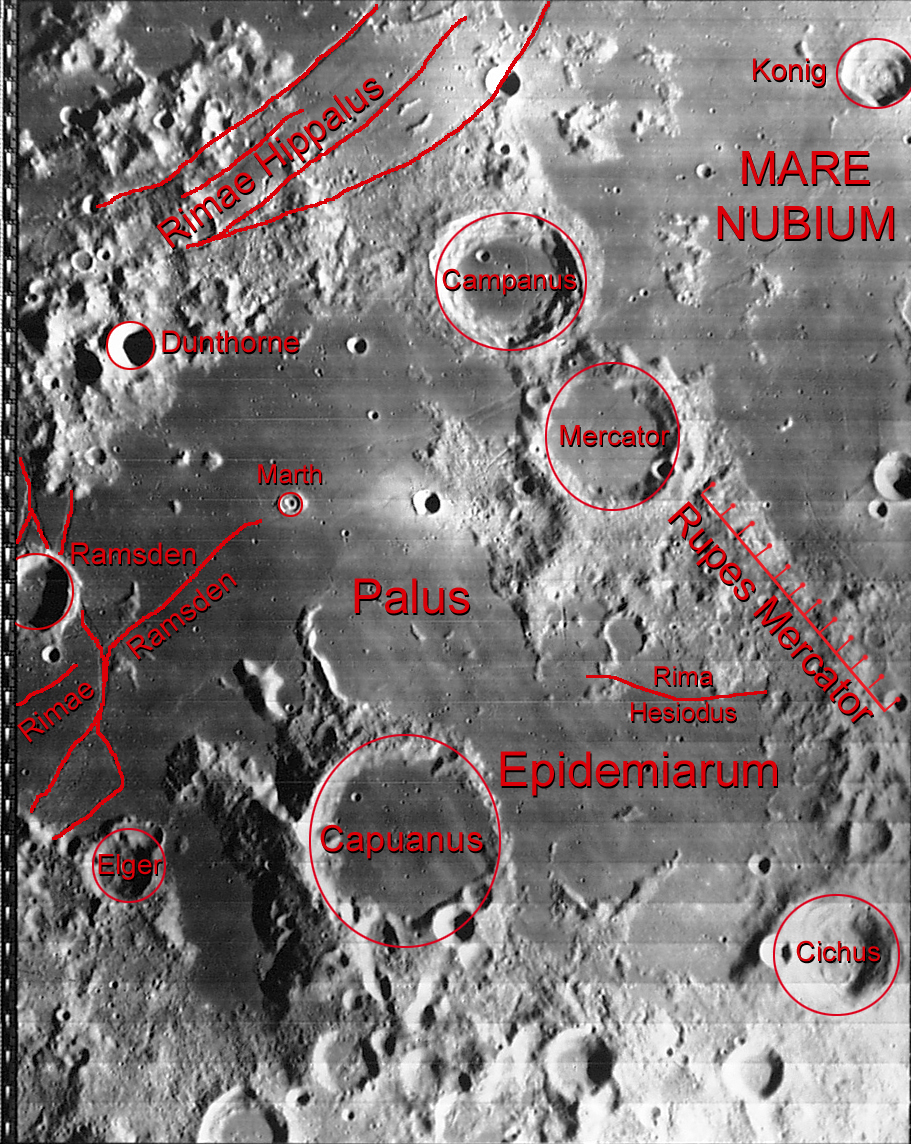 Konig
Rimae Hippalus
MARE
NUBIUM
Campanus
Dunthorne
Mercator
Marth
Ramsden
Rupes Mercator
Palus
Ramsden
Rima
Rimae
Hesiodus
Epidemiarum
Capuanus
Elger
Cichus